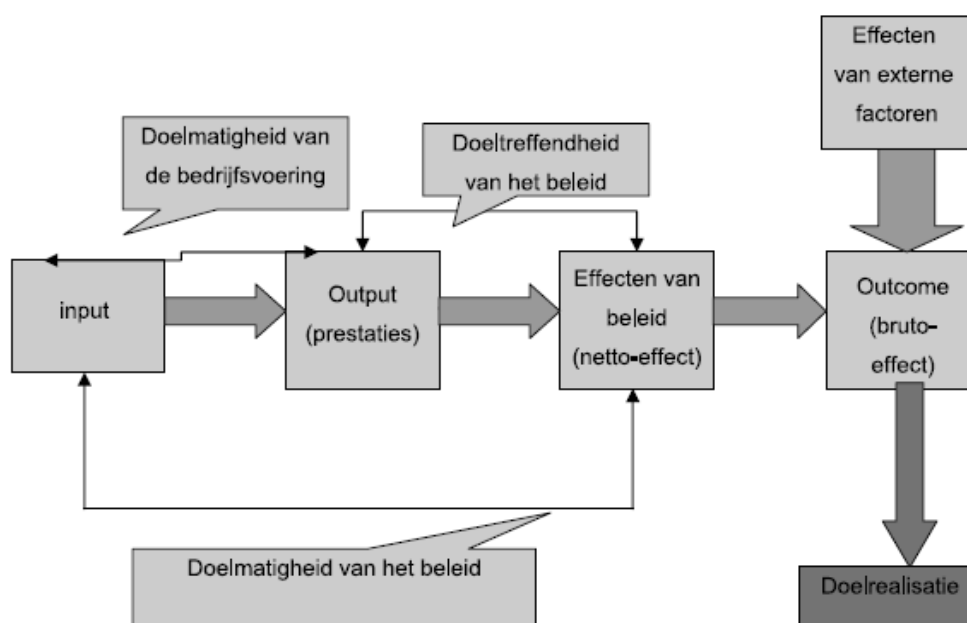 Effecten
van externe
factoren
Doelmatigheid van
de bedrijfsvoering
Doeltreffendheid
van het beleid
input
Output
(prestaties)
Effecten van
beleid
(netto-effect)
Outcome
(bruto-
effect)
Doelmatigheid van het beleid
Doelrealisatie